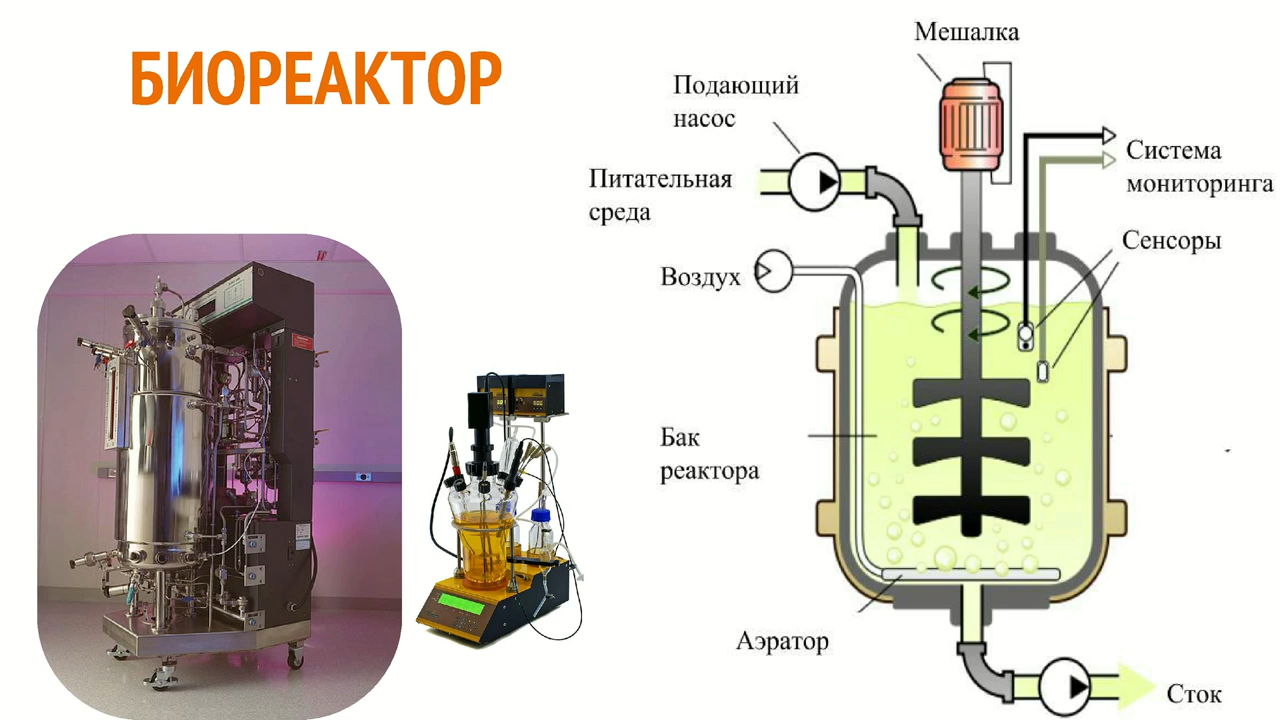 БИОРЕАКТОР
Мешалка
Подающий
насос
Питательная
среда
Система
мониторинга
Сенсоры
Воздух
Бак
реактора
Аэратор
Сток